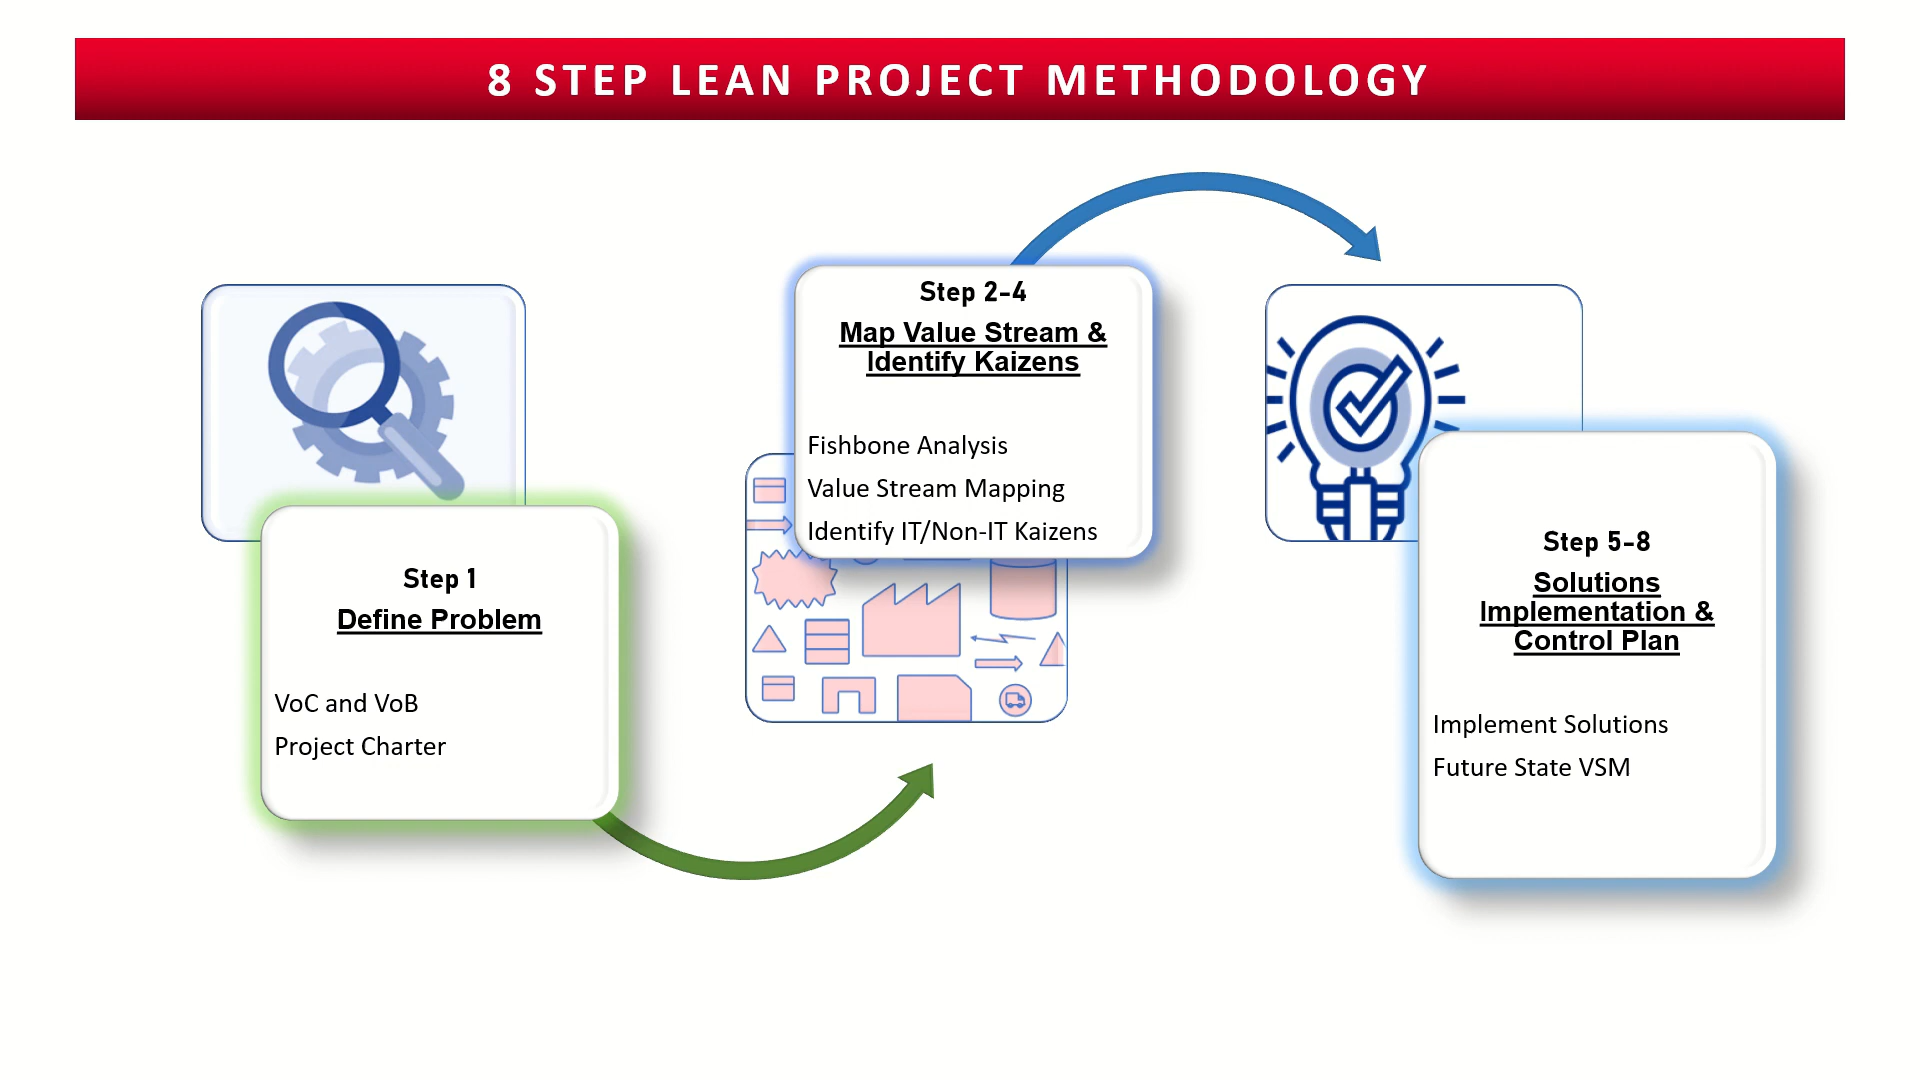 8 STEP LEAN PROJECT METHODOLOGY
Step 1
Define Problem
VoC and VoB
Project Charter
Step 2-4
Map Value Stream &
Identify Kaizens
Fishbone Analysis
Value Stream Mapping
Identify IT/Non-IT Kaizens
Step 5-8
Solutions
Implementation &
Control Plan
Implement Solutions
Future State VSM